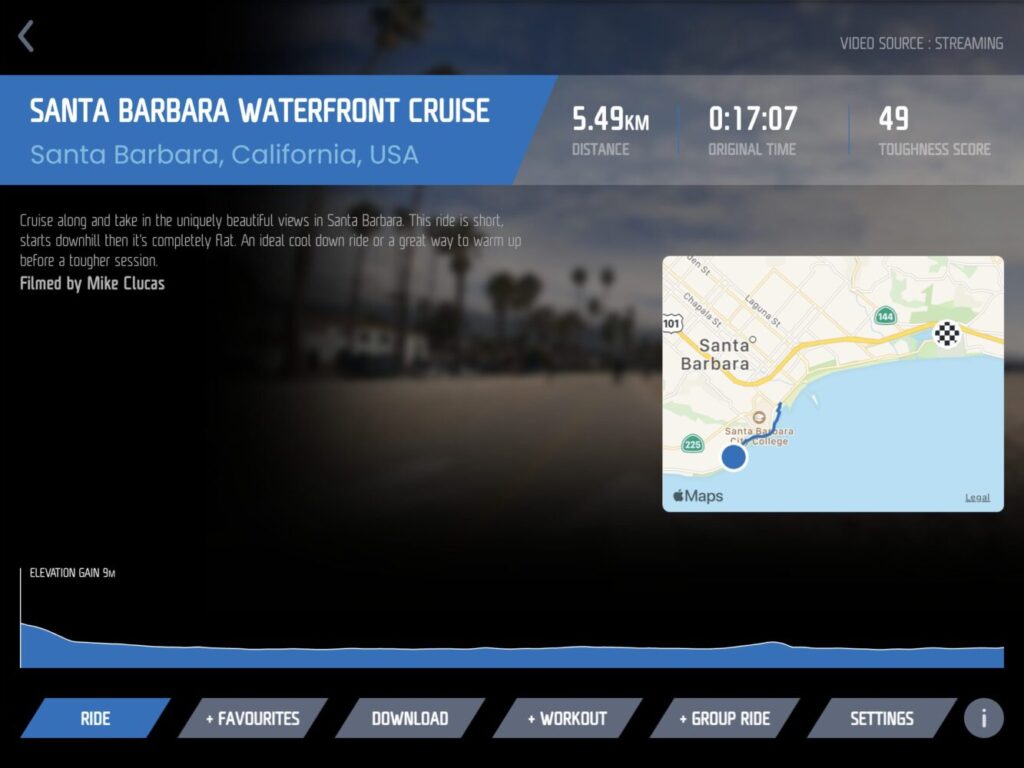 VIDEO SOURCE : STREAMING
SANTA BARBARA WATERFRONT CRUISE
Santa Barbara, California, USA
5.49KM
DISTANCE
0:17:07
ORIGINAL TIME
49
TOUGHNESS SCORE
Cruise along and take in the uniquely beautiful views in Santa Barbara. This ride is short,
starts downhill then it's completely flat. An ideal cool down ride or a great way to warm up
before a tougher session.
Filmed by Mike Clucas
Chapala St
Laguna St
101
144
Santa
Barbara
Santa Barbara
City College
225
Maps
Legal
ELEVATION GAIN 9M
RIDE
+ FAVOURITES
DOWNLOAD
+ WORKOUT
+ GROUP RIDE
SETTINGS
i